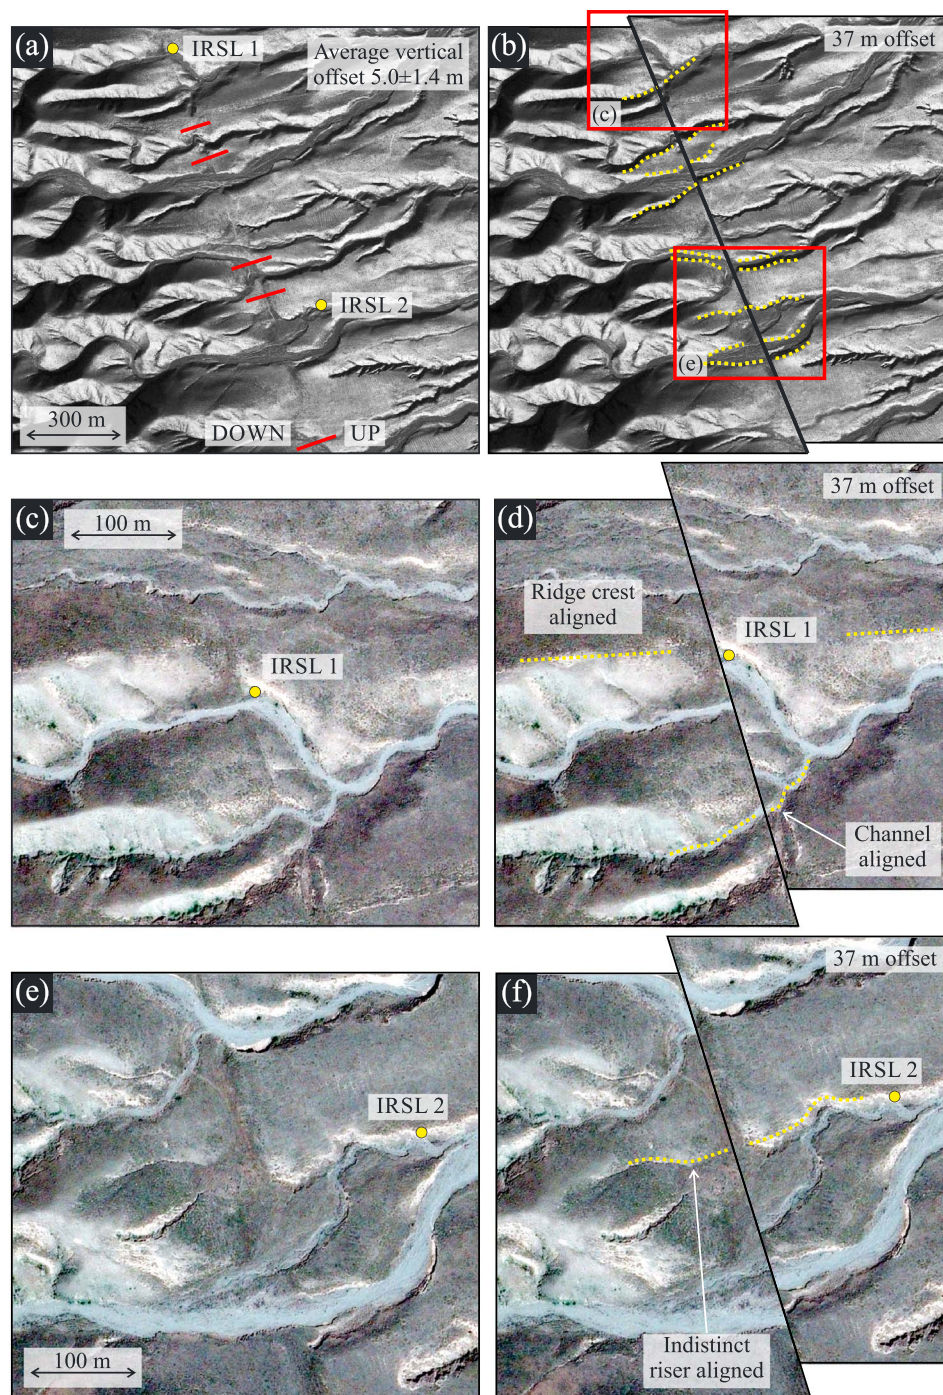 (a)
IRSL 1
Average vertical
offset 5.0±1.4 m
IRSL 2
300 m
DOWN
UP
(b)
37 m offset
(c)
(e)
(c)
100 m
IRSL 1
(d)
37 m offset
Ridge crest
aligned
IRSL 1
Channel
aligned
(e)
IRSL 2
100 m
(f)
37 m offset
IRSL 2
Indistinct
riser aligned